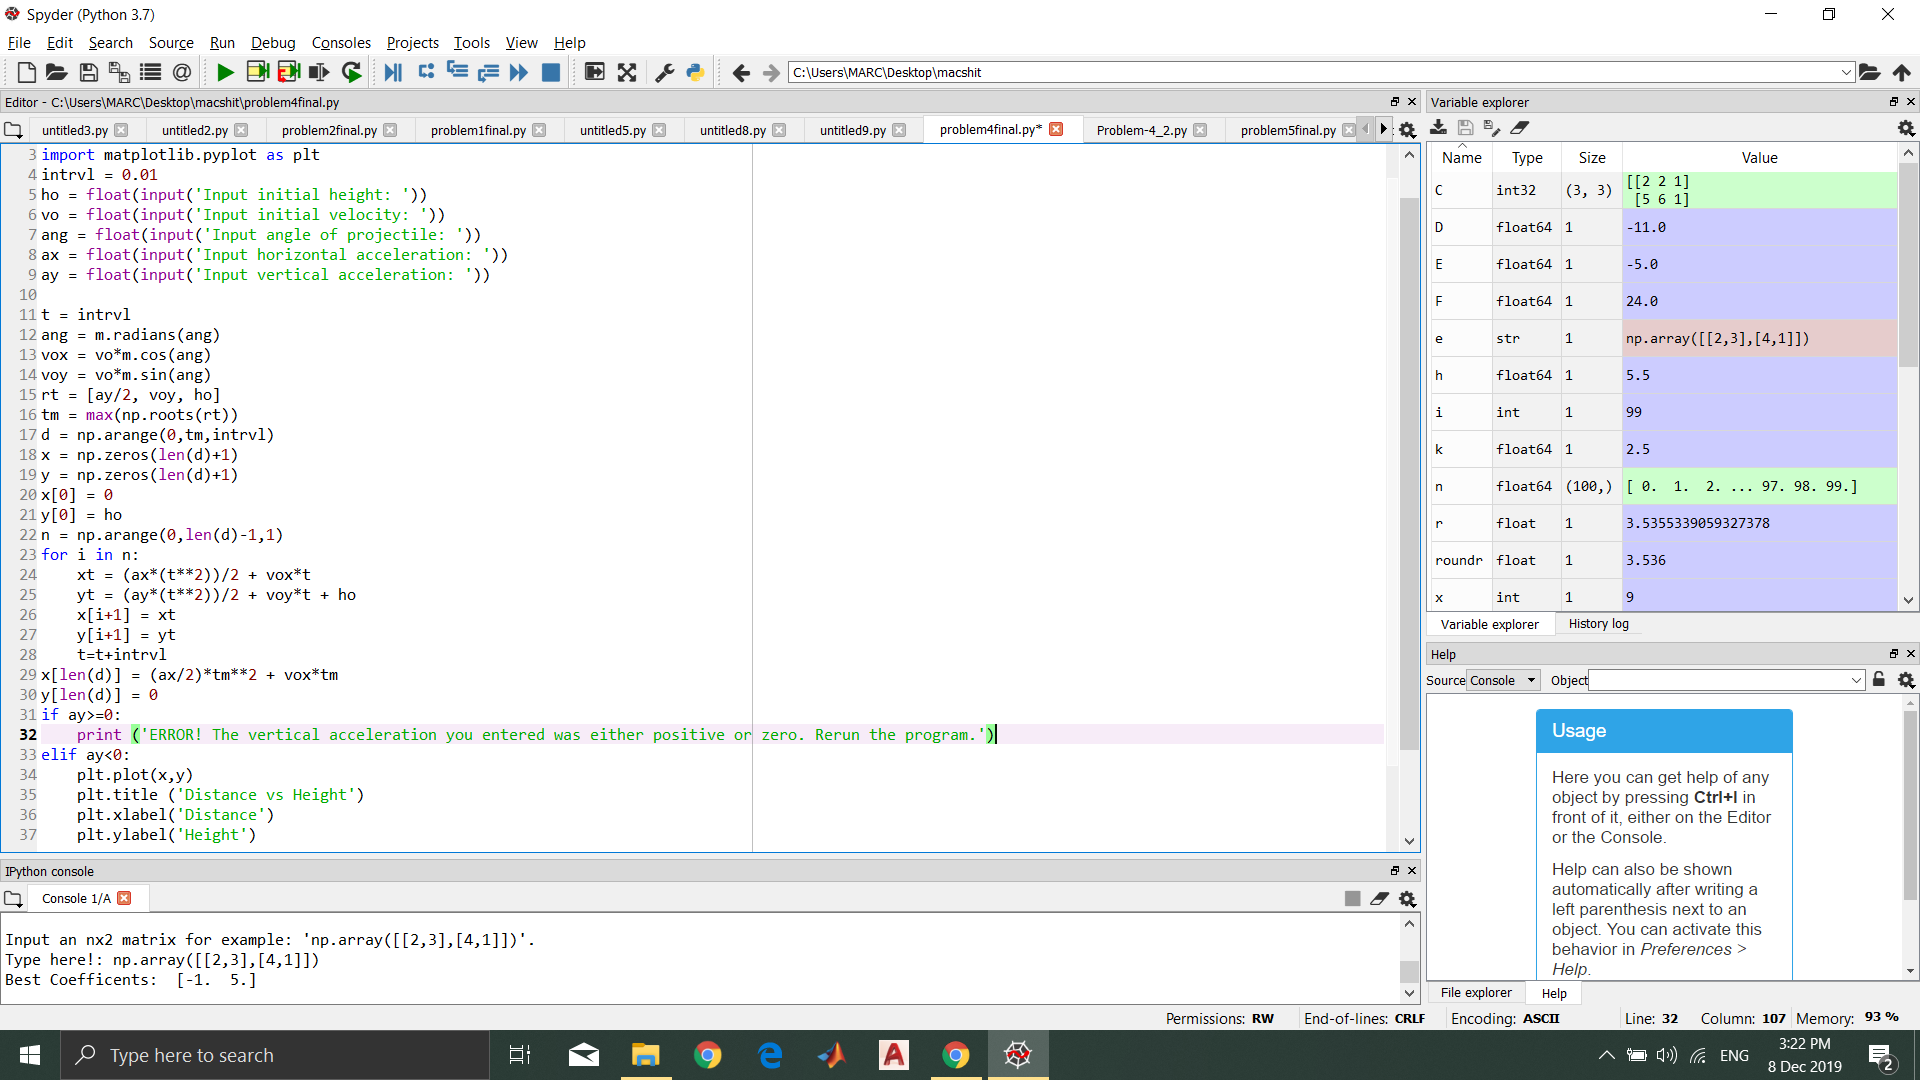 Spyder (Python 3.7)
File Edit Search Source Run Debug Consoles Projects Tools View Help
C:\Users\MARC\Desktop\macshit
Editor - C:\Users\MARC\Desktop\macshit\problem4final.py
untitled3.py untitled2.py problem2final.py problem1final.py untitled5.py untitled8.py untitled9.py problem4final.py* Problem-4_2.py problem5final.py
3 import matplotlib.pyplot as plt
4 intrvl = 0.01
5 ho = float(input('Input initial height: '))
6 vo = float(input('Input initial velocity: '))
7 ang = float(input('Input angle of projectile: '))
8 ax = float(input('Input horizontal acceleration: '))
9 ay = float(input('Input vertical acceleration: '))
10
11 t = intrvl
12 ang = m.radians(ang)
13 vox = vo*m.cos(ang)
14 voy = vo*m.sin(ang)
15 rt = [ay/2, voy, ho]
16 tm = max(np.roots(rt))
17 d = np.arange(0,tm,intrvl)
18 x = np.zeros(len(d)+1)
19 y = np.zeros(len(d)+1)
20 x[0] = 0
21 y[0] = ho
22 n = np.arange(0,len(d)-1,1)
23 for i in n:
24     xt = (ax*(t**2))/2 + vox*t
25     yt = (ay*(t**2))/2 + voy*t + ho
26     x[i+1] = xt
27     y[i+1] = yt
28     t=t+intrvl
29 x[len(d)] = (ax/2)*tm**2 + vox*tm
30 y[len(d)] = 0
31 if ay>=0:
32     print ('ERROR! The vertical acceleration you entered was either positive or zero. Rerun the program.')
33 elif ay<0:
34     plt.plot(x,y)
35     plt.title ('Distance vs Height')
36     plt.xlabel('Distance')
37     plt.ylabel('Height')
IPython console
Console 1/A
Input an nx2 matrix for example: 'np.array([[2,3],[4,1]])'.
Type here!: np.array([[2,3],[4,1]])
Best Coefficents:  [-1.  5.]
Variable explorer
Name Type Size Value
C int32 (3, 3) [[2 2 1]
[5 6 1]
D float64 1 -11.0
E float64 1 -5.0
F float64 1 24.0
e str 1 np.array([[2,3],[4,1]])
h float64 1 5.5
i int 1 99
k float64 1 2.5
n float64 (100,) [ 0.  1.  2. ... 97. 98. 99.]
r float 1 3.5355339059327378
roundr float 1 3.536
x int 1 9
Variable explorer History log
Help
Source Console Object
Usage
Here you can get help of any
object by pressing Ctrl+I in
front of it, either on the Editor
or the Console.
Help can also be shown
automatically after writing a
left parenthesis next to an
object. You can activate this
behavior in Preferences >
Help.
File explorer Help
Permissions: RW End-of-lines: CRLF Encoding: ASCII Line: 32 Column: 107 Memory: 93 %
Type here to search
ENG
3:22 PM
8 Dec 2019
2